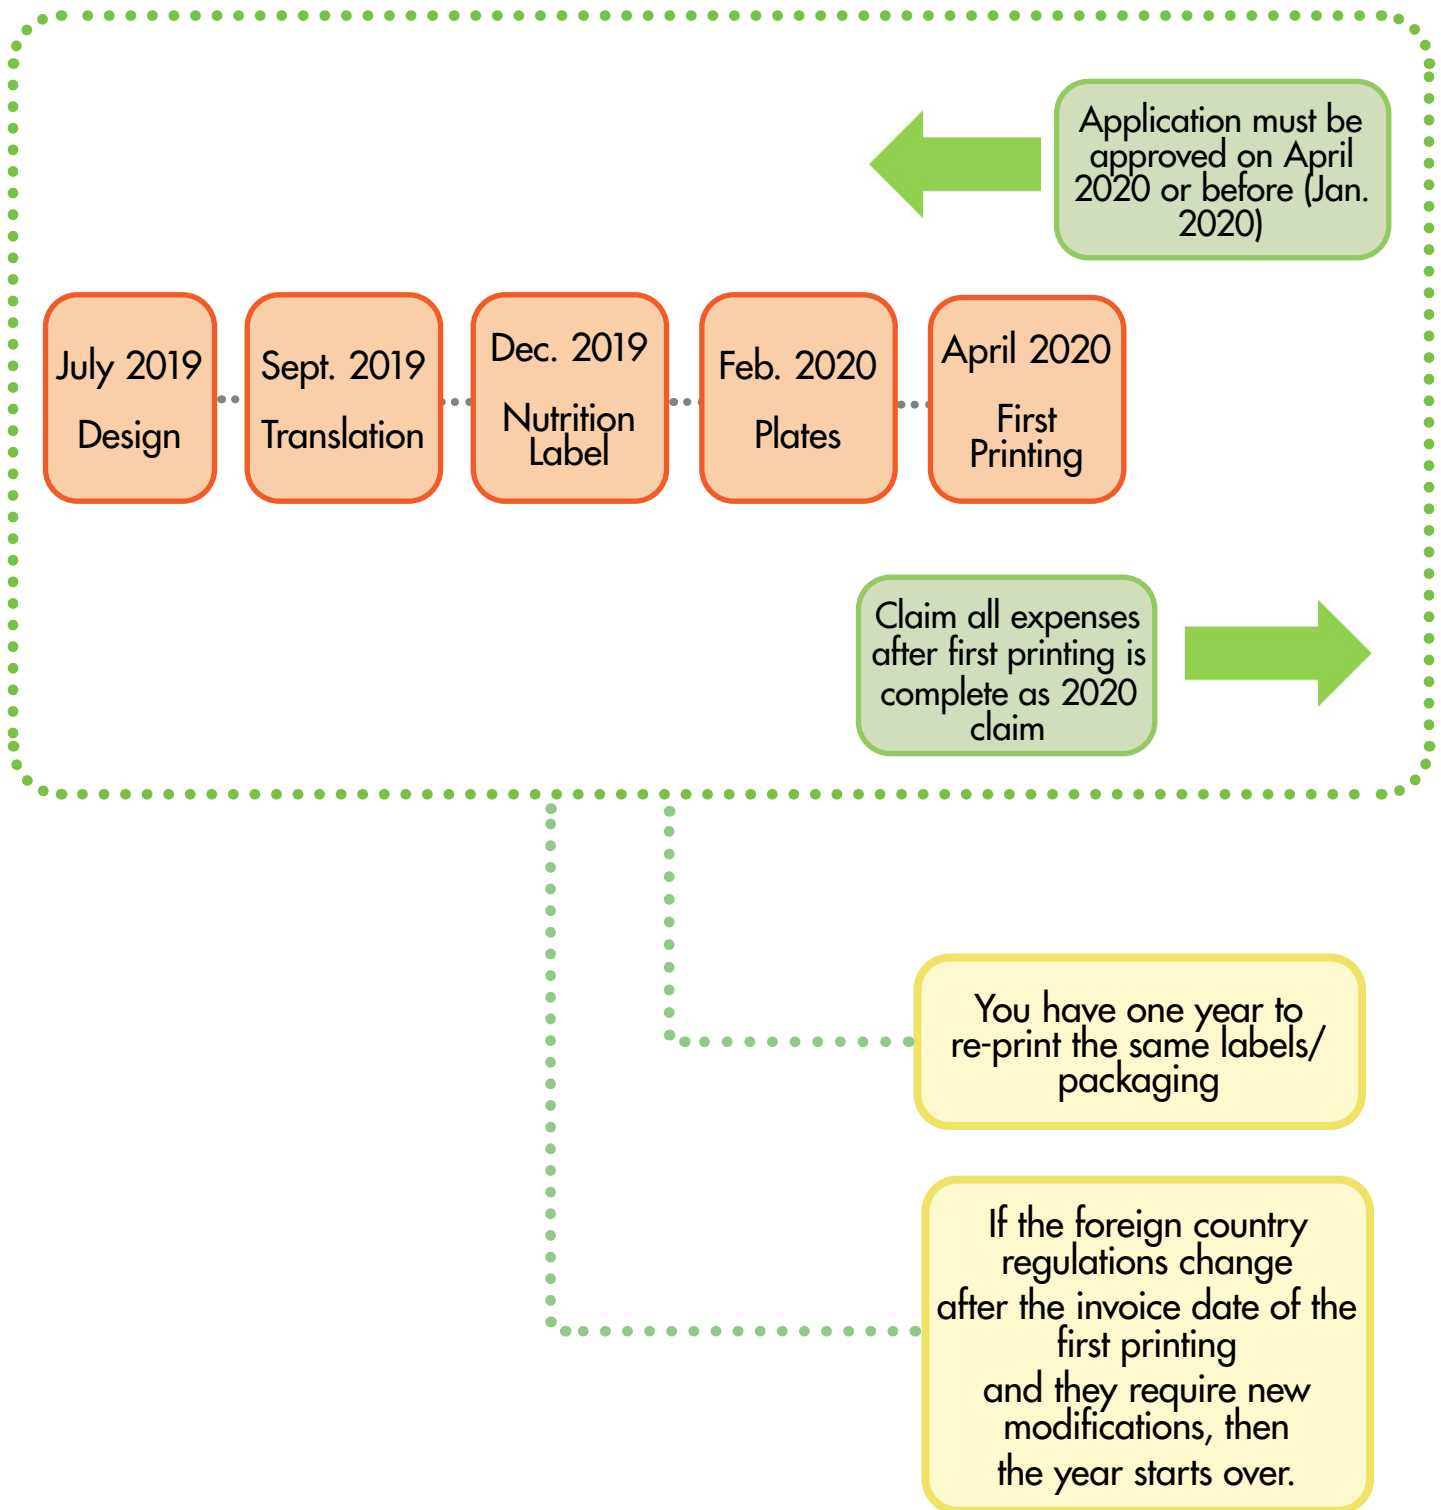 Application must be
approved on April
2020 or before (Jan.
2020)
July 2019
Design
Sept. 2019
Translation
Dec. 2019
Nutrition
Label
Feb. 2020
Plates
April 2020
First
Printing
Claim all expenses
after first printing is
complete as 2020
claim
You have one year to
re-print the same labels/
packaging
If the foreign country
regulations change
after the invoice date of the
first printing
and they require new
modifications, then
the year starts over.